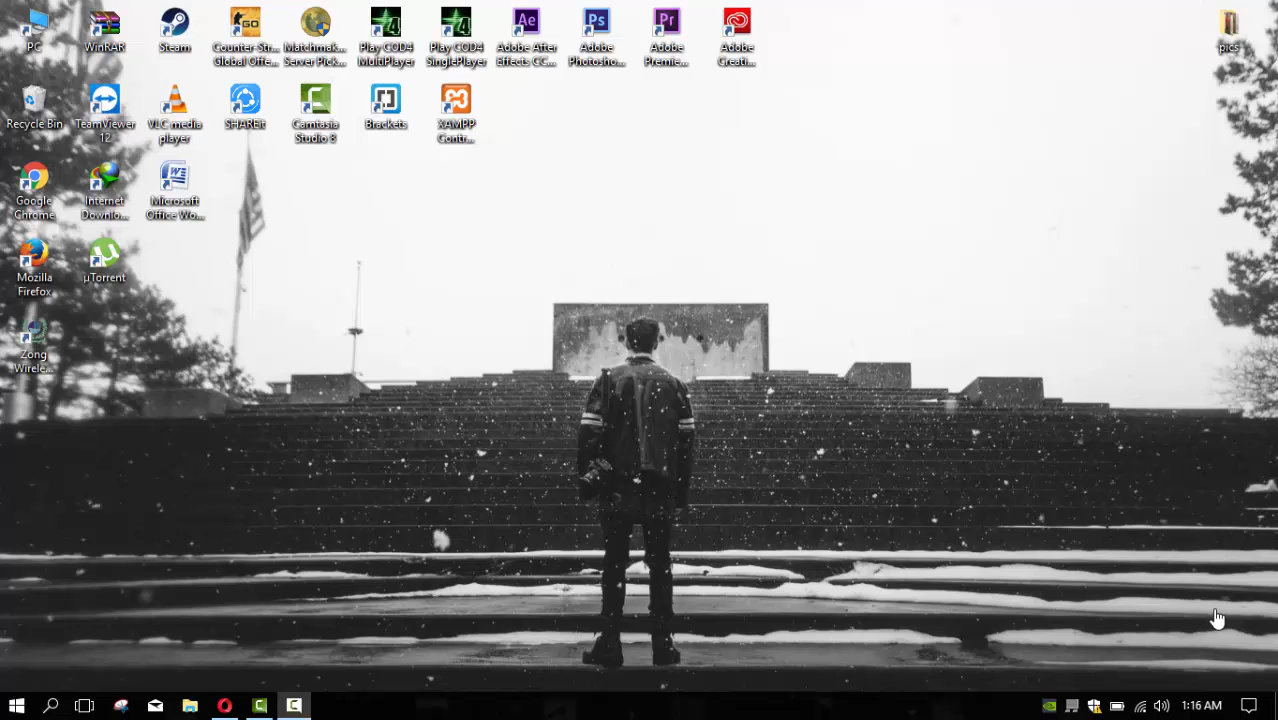 PC
WinRAR
Steam
Counter-Str...
Global Offe...
Matchmak...
Server Pick...
Play COD4
MultiPlayer
Play COD4
SinglePlayer
Adobe After
Effects CC...
Adobe
Photosho...
Adobe
Premie...
Adobe
Creati...
pics
Recycle Bin
TeamViewer
12
VLC media
player
SHAREit
Camtasia
Studio 8
Brackets
XAMPP
Contr...
Google
Chrome
Internet
Downlo...
Microsoft
Office Wo...
Mozilla
Firefox
µTorrent
Zong
Wirele...
1:16 AM